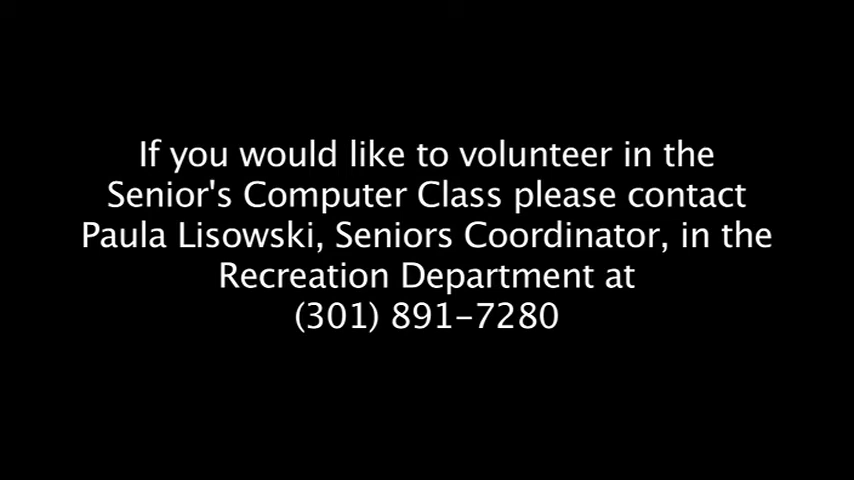 If you would like to volunteer in the
Senior's Computer Class please contact
Paula Lisowski, Seniors Coordinator, in the
Recreation Department at
(301) 891-7280